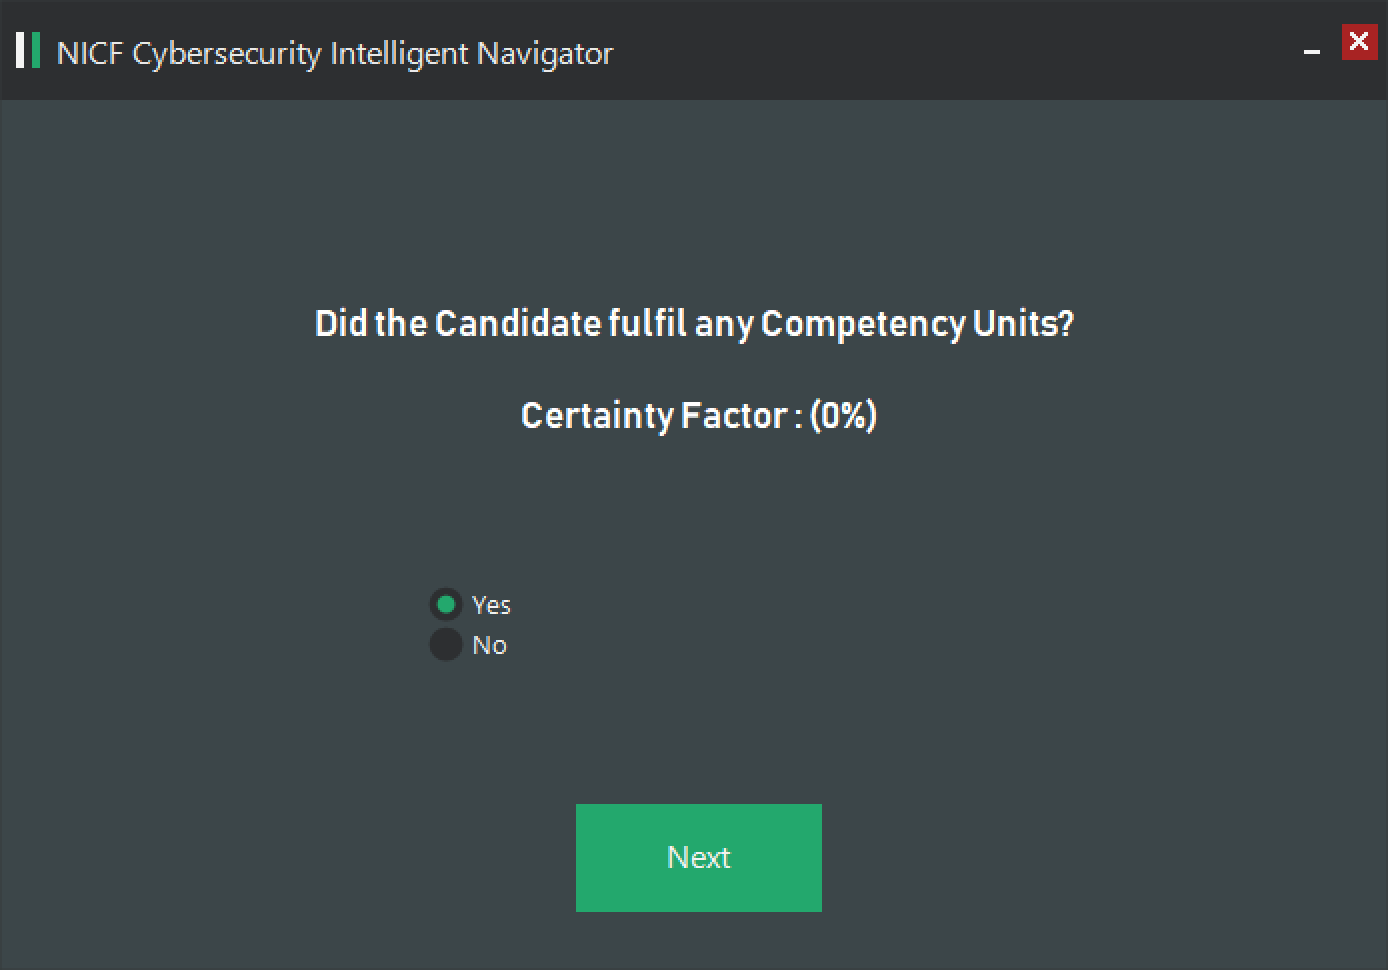 NICF Cybersecurity Intelligent Navigator
Did the Candidate fulfil any Competency Units?
Certainty Factor : (0%)
Yes
No
Next